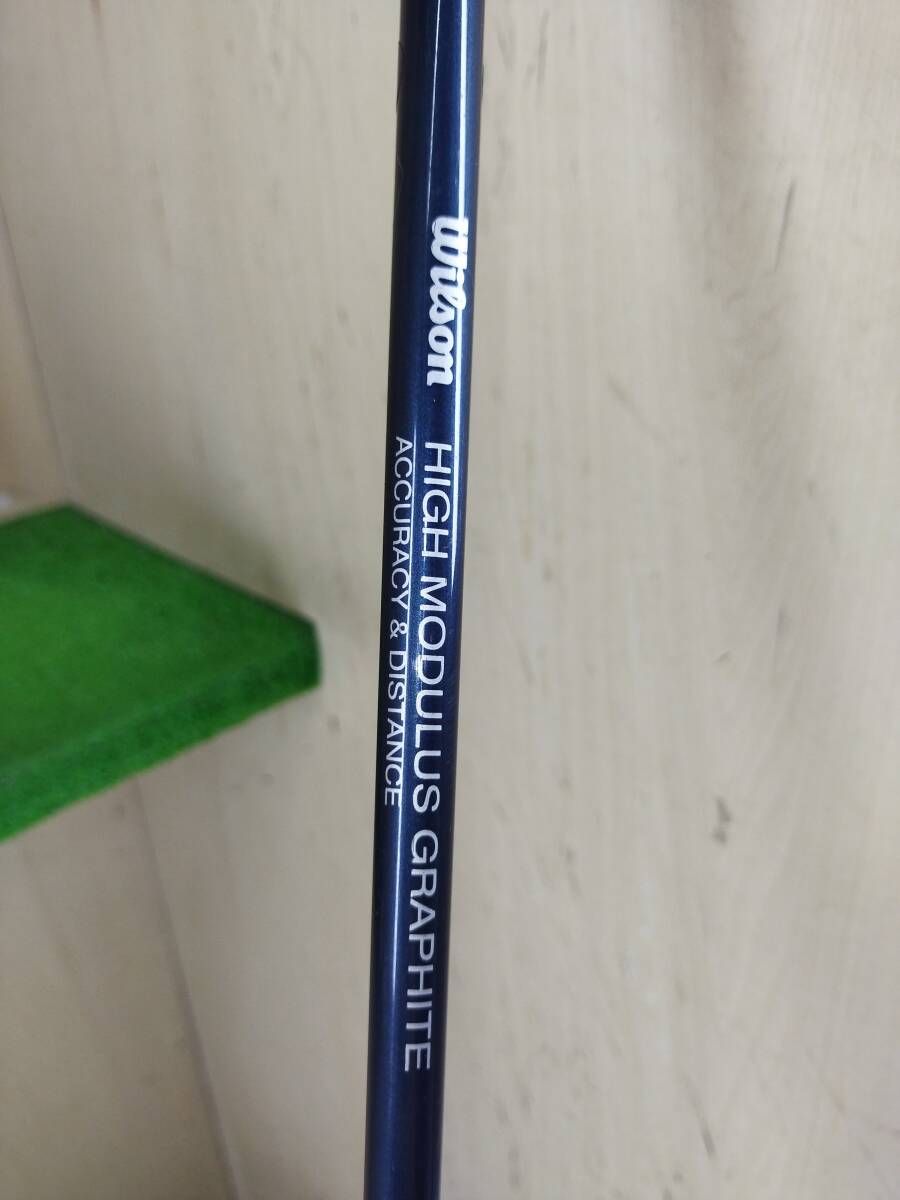 Wilson HIGH MODULUS GRAPHITE
ACCURACY & DISTANCE